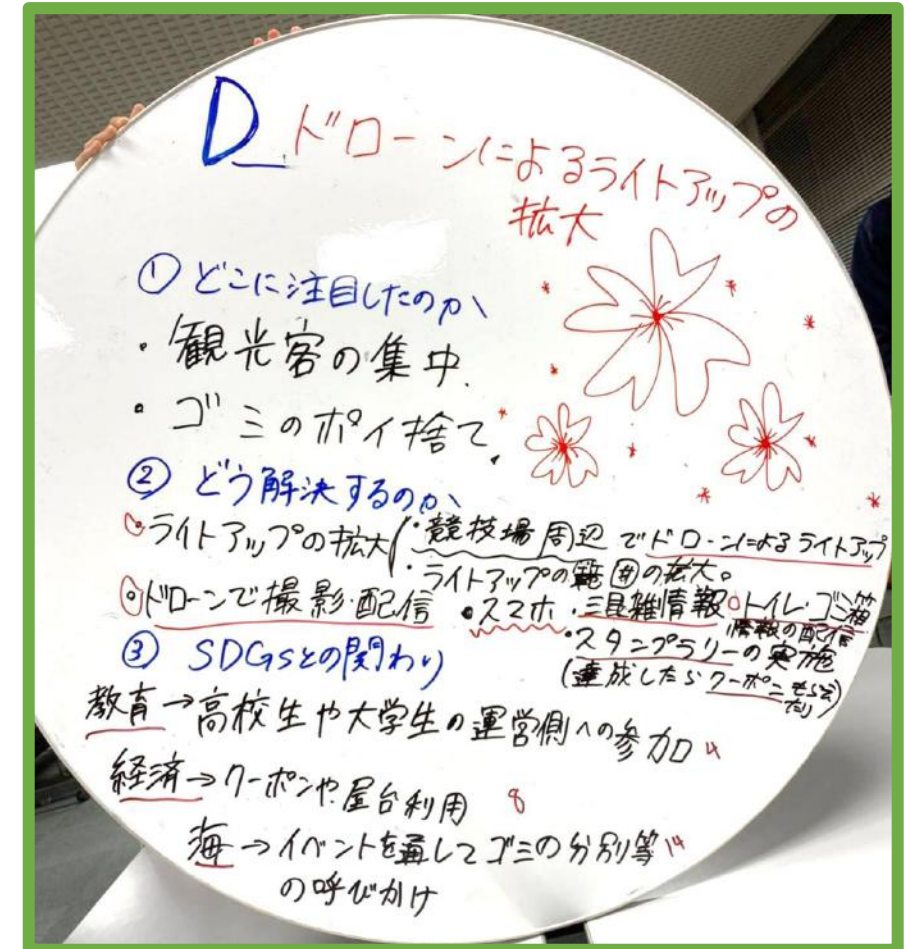 D_ドローンによるライトアップの
拡大
① どこに注目したのか、
・観光客の集中.
・ゴミのポイ捨て.
② どう解決するのか、
○ライトアップの拡大(・競技場周辺でドローンによるライトアップ
・ライトアップの範囲の拡大。
○ドローンで撮影・配信 ・スマホ・混雑情報○トイレ・ゴミ箱
情報の配信
・スタンプラリーの実施
(達成したらクーポンもらえ
たり)
③ SDGsとの関わり
教育→高校生や大学生の運営側への参加 4
経済→クーポンや屋台利用 8
海→イベントを通してゴミの分別等 14
の呼びかけ